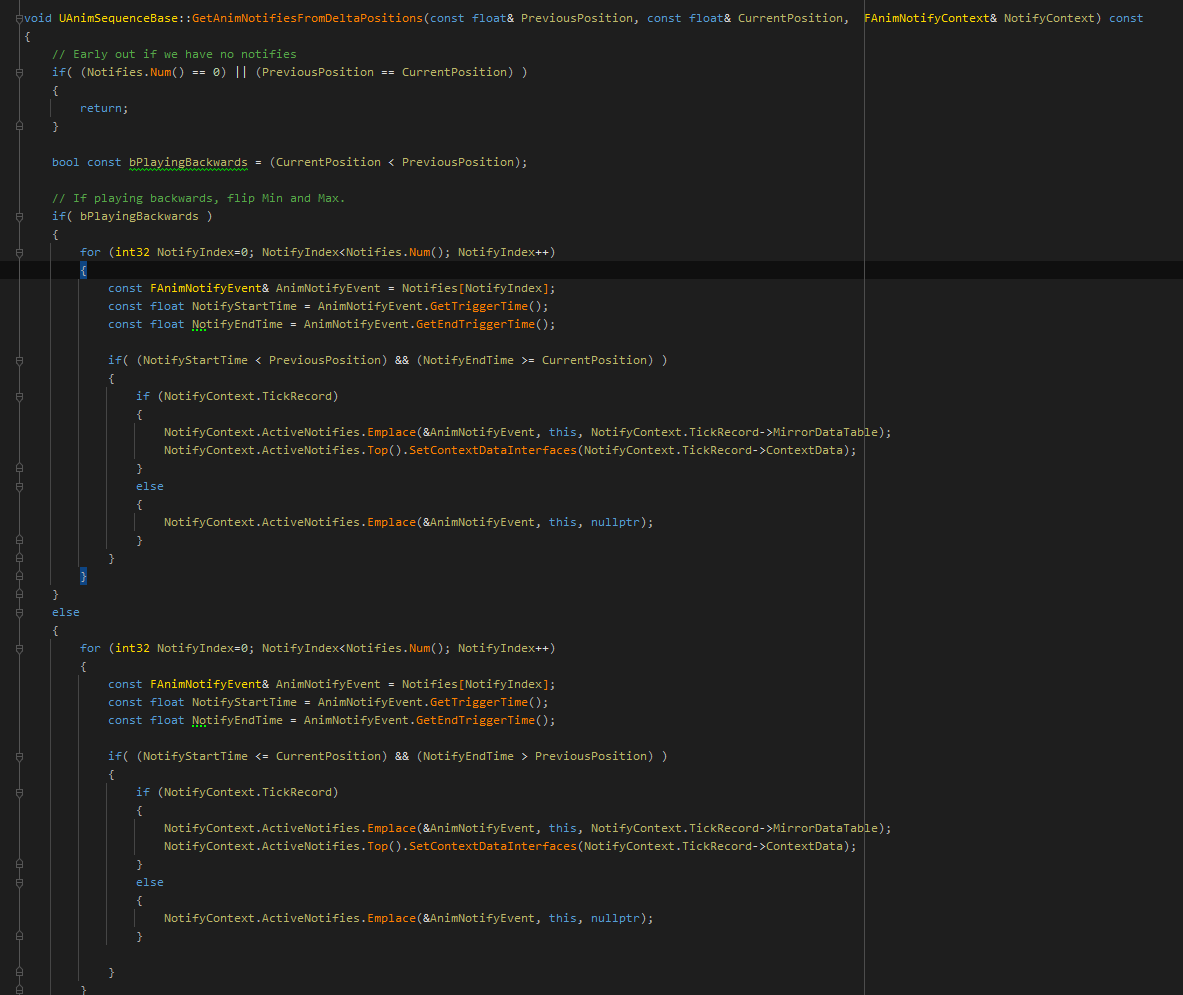 void UAnimSequenceBase::GetAnimNotifiesFromDeltaPositions(const float& PreviousPosition, const float& CurrentPosition,  FAnimNotifyContext& NotifyContext) const
{
    // Early out if we have no notifies
    if( (Notifies.Num() == 0) || (PreviousPosition == CurrentPosition) )
    {
        return;
    }

    bool const bPlayingBackwards = (CurrentPosition < PreviousPosition);

    // If playing backwards, flip Min and Max.
    if( bPlayingBackwards )
    {
        for (int32 NotifyIndex=0; NotifyIndex<Notifies.Num(); NotifyIndex++)
        {
            const FAnimNotifyEvent& AnimNotifyEvent = Notifies[NotifyIndex];
            const float NotifyStartTime = AnimNotifyEvent.GetTriggerTime();
            const float NotifyEndTime = AnimNotifyEvent.GetEndTriggerTime();

            if( (NotifyStartTime < PreviousPosition) && (NotifyEndTime >= CurrentPosition) )
            {
                if (NotifyContext.TickRecord)
                {
                    NotifyContext.ActiveNotifies.Emplace(&AnimNotifyEvent, this, NotifyContext.TickRecord->MirrorDataTable);
                    NotifyContext.ActiveNotifies.Top().SetContextDataInterfaces(NotifyContext.TickRecord->ContextData);
                }
                else
                {
                    NotifyContext.ActiveNotifies.Emplace(&AnimNotifyEvent, this, nullptr);
                }
            }
        }
    }
    else
    {
        for (int32 NotifyIndex=0; NotifyIndex<Notifies.Num(); NotifyIndex++)
        {
            const FAnimNotifyEvent& AnimNotifyEvent = Notifies[NotifyIndex];
            const float NotifyStartTime = AnimNotifyEvent.GetTriggerTime();
            const float NotifyEndTime = AnimNotifyEvent.GetEndTriggerTime();

            if( (NotifyStartTime <= CurrentPosition) && (NotifyEndTime > PreviousPosition) )
            {
                if (NotifyContext.TickRecord)
                {
                    NotifyContext.ActiveNotifies.Emplace(&AnimNotifyEvent, this, NotifyContext.TickRecord->MirrorDataTable);
                    NotifyContext.ActiveNotifies.Top().SetContextDataInterfaces(NotifyContext.TickRecord->ContextData);
                }
                else
                {
                    NotifyContext.ActiveNotifies.Emplace(&AnimNotifyEvent, this, nullptr);
                }

            }
        }